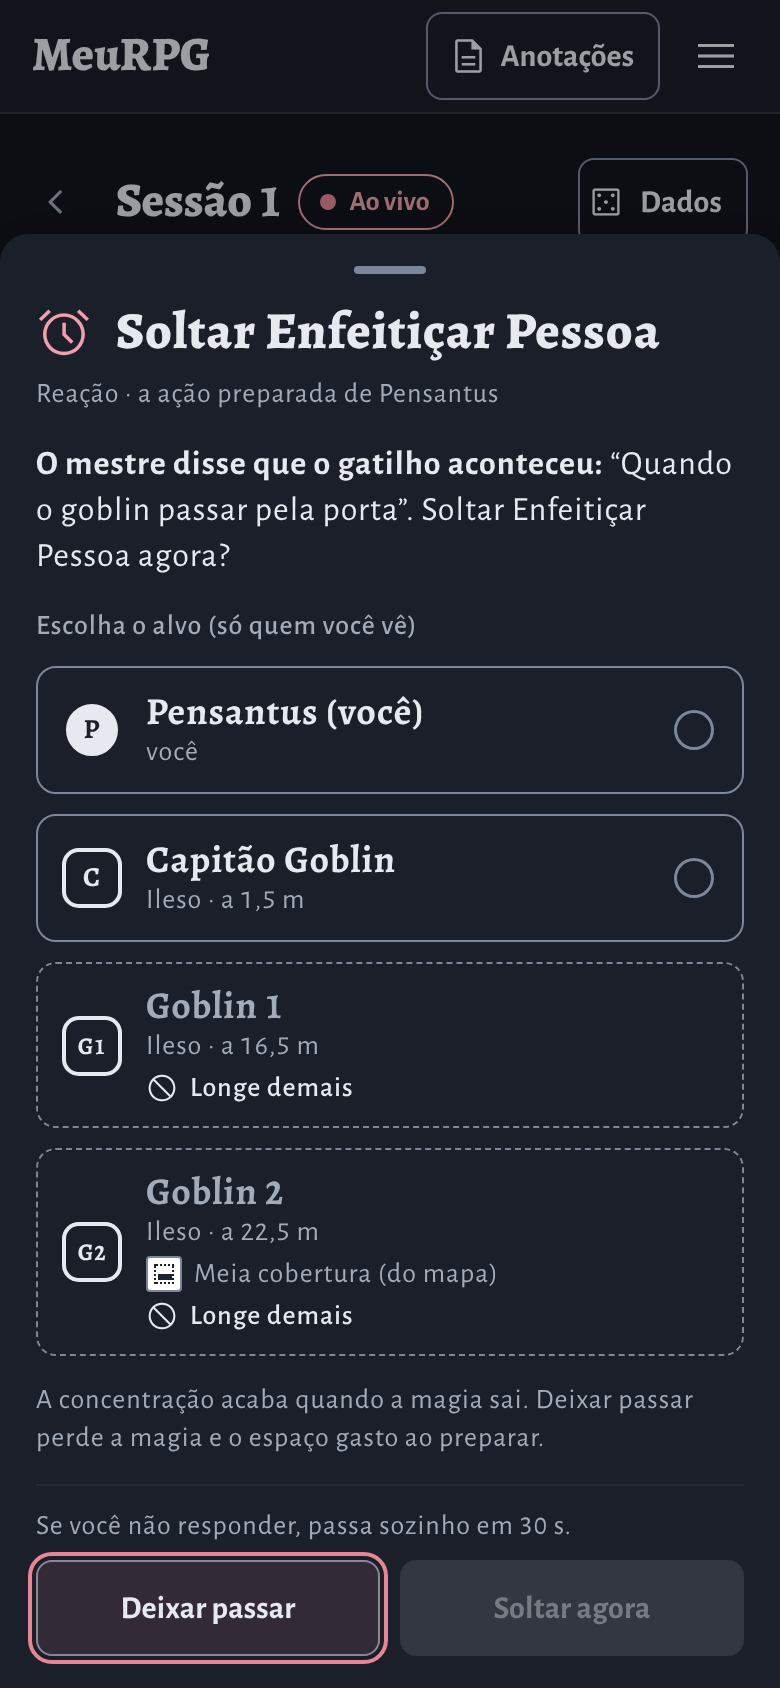 MeuRPG
Anotações
Sessão 1
Ao vivo
Dados
Soltar Enfeitiçar Pessoa
Reação · a ação preparada de Pensantus
O mestre disse que o gatilho aconteceu: “Quando
o goblin passar pela porta”. Soltar Enfeitiçar
Pessoa agora?
Escolha o alvo (só quem você vê)
P
Pensantus (você)
você
C
Capitão Goblin
Ileso · a 1,5 m
G1
Goblin 1
Ileso · a 16,5 m
Longe demais
G2
Goblin 2
Ileso · a 22,5 m
Meia cobertura (do mapa)
Longe demais
A concentração acaba quando a magia sai. Deixar passar
perde a magia e o espaço gasto ao preparar.
Se você não responder, passa sozinho em 30 s.
Deixar passar
Soltar agora